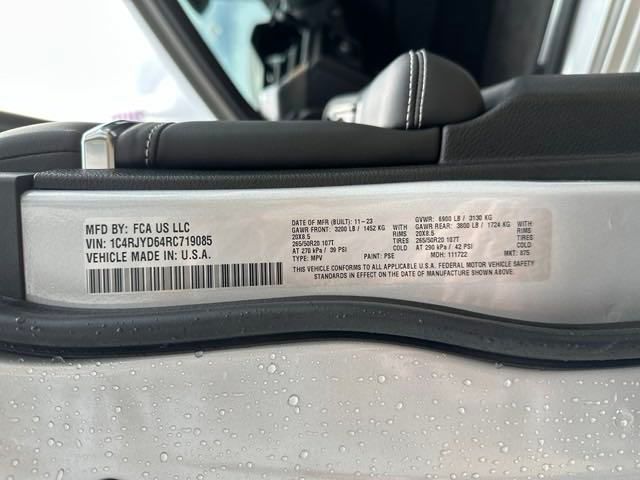 MFD BY: FCA US LLC
VIN: 1C4RJYD64RC719085
VEHICLE MADE IN: U.S.A.
DATE OF MFR (BUILT): 11-23 GVWR: 6900 LB / 3130 KG
GAWR FRONT: 3200 LB / 1452 KG WITH GAWR REAR: 3800 LB / 1724 KG WITH
20X8.5 RIMS 20X8.5 RIMS
265/50R20 107T TIRES 265/50R20 107T TIRES
AT 270 kPa / 39 PSI COLD AT 290 kPa / 42 PSI COLD
TYPE: MPV PAINT: PSE MDH: 111722 MKT: 875
THIS VEHICLE CONFORMS TO ALL APPLICABLE U.S.A. FEDERAL MOTOR VEHICLE SAFETY
STANDARDS IN EFFECT ON THE DATE OF MANUFACTURE SHOWN ABOVE.